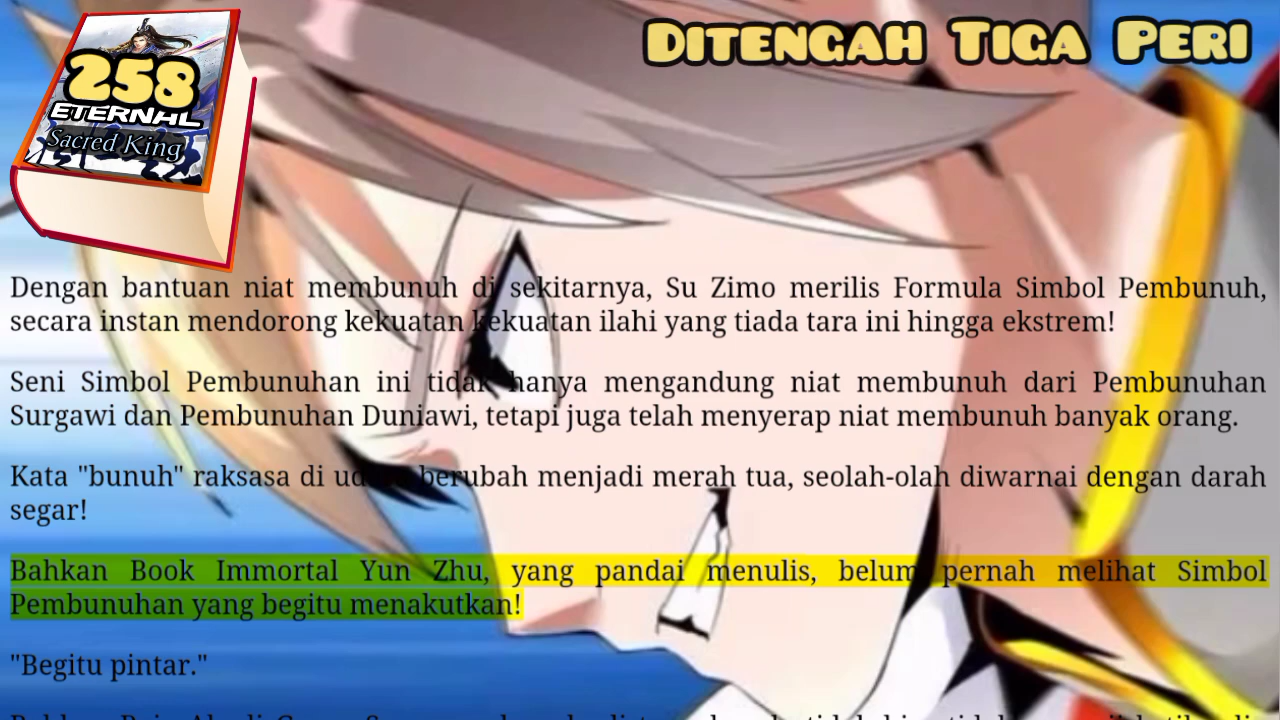 258
ETERNAL
Sacred King
DITENGAH TIGA PERI
Dengan bantuan niat membunuh di sekitarnya, Su Zimo merilis Formula Simbol Pembunuh,
secara instan mendorong kekuatan kekuatan ilahi yang tiada tara ini hingga ekstrem!
Seni Simbol Pembunuhan ini tidak hanya mengandung niat membunuh dari Pembunuhan
Surgawi dan Pembunuhan Duniawi, tetapi juga telah menyerap niat membunuh banyak orang.
Kata "bunuh" raksasa di udara berubah menjadi merah tua, seolah-olah diwarnai dengan darah
segar!
Bahkan Book Immortal Yun Zhu, yang pandai menulis, belum pernah melihat Simbol
Pembunuhan yang begitu menakutkan!
"Begitu pintar."